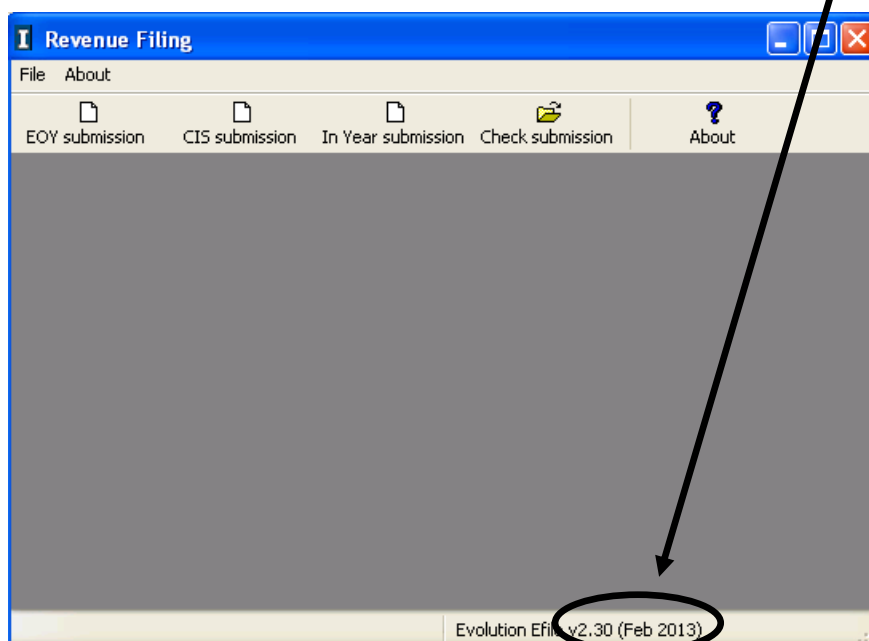 Revenue Filing
File About
EOY submission CIS submission In Year submission Check submission About
Evolution Efile v2.30 (Feb 2013)